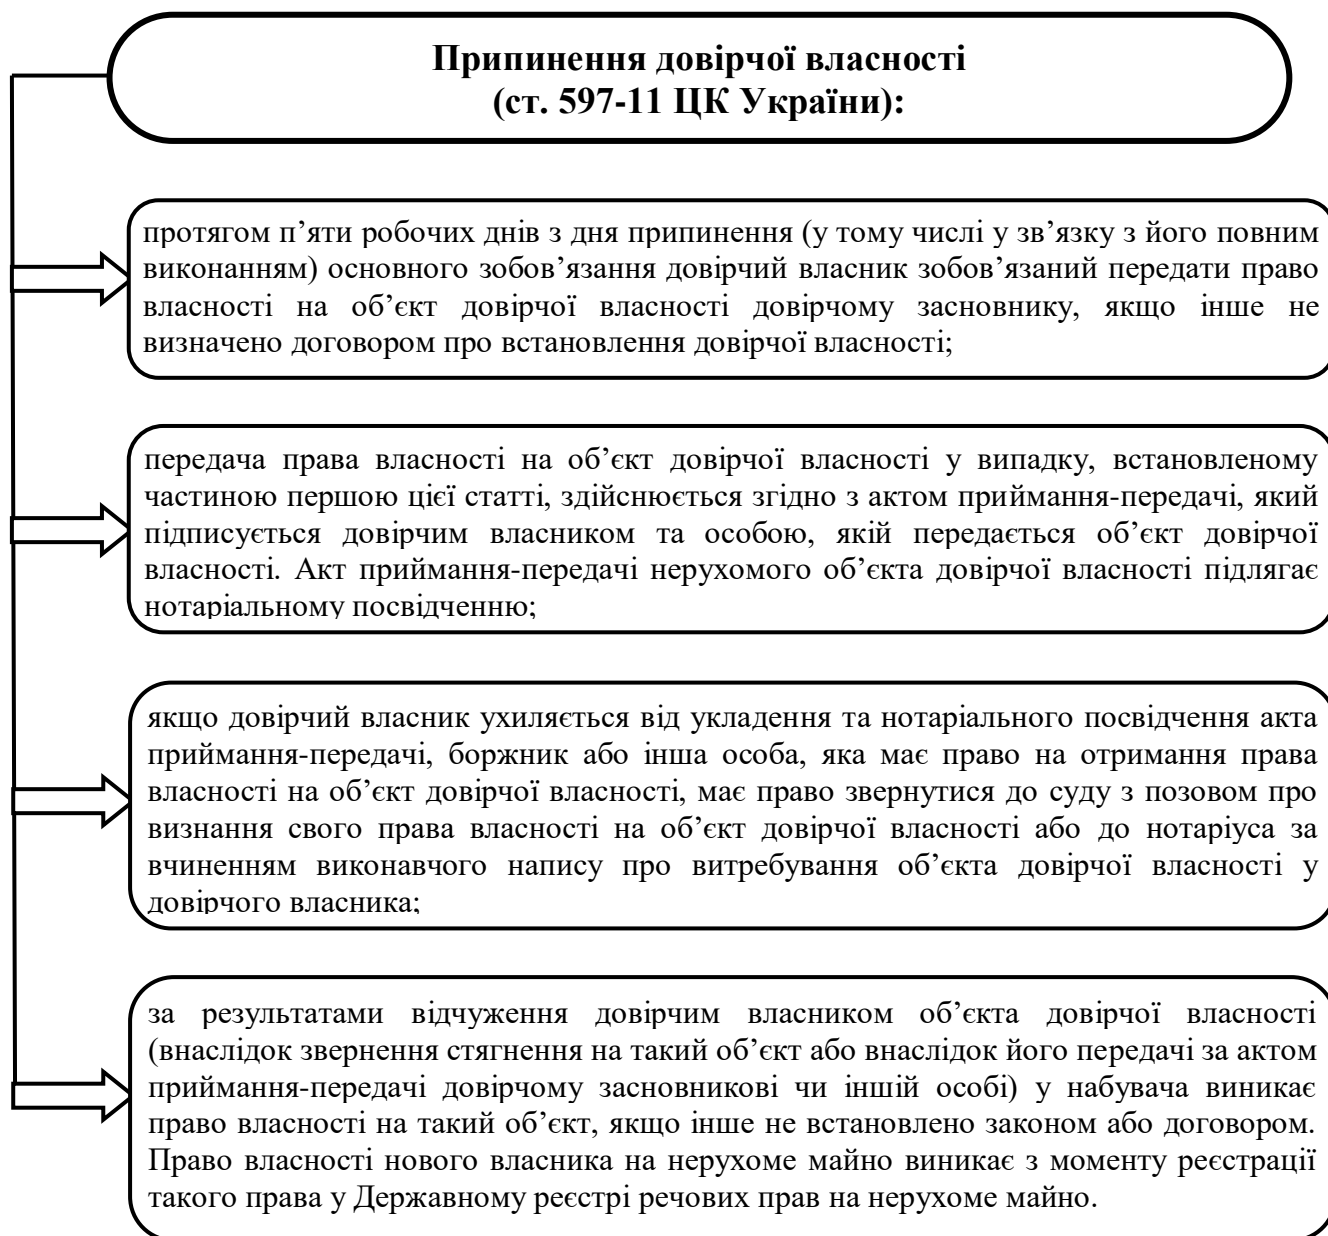 Припинення довірчої власності
(ст. 597-11 ЦК України):
протягом п’яти робочих днів з дня припинення (у тому числі у зв’язку з його повним
виконанням) основного зобов’язання довірчий власник зобов’язаний передати право
власності на об’єкт довірчої власності довірчому засновнику, якщо інше не
визначено договором про встановлення довірчої власності;
передача права власності на об’єкт довірчої власності у випадку, встановленому
частиною першою цієї статті, здійснюється згідно з актом приймання-передачі, який
підписується довірчим власником та особою, якій передається об’єкт довірчої
власності. Акт приймання-передачі нерухомого об’єкта довірчої власності підлягає
нотаріальному посвідченню;
якщо довірчий власник ухиляється від укладення та нотаріального посвідчення акта
приймання-передачі, боржник або інша особа, яка має право на отримання права
власності на об’єкт довірчої власності, має право звернутися до суду з позовом про
визнання свого права власності на об’єкт довірчої власності або до нотаріуса за
вчиненням виконавчого напису про витребування об’єкта довірчої власності у
довірчого власника;
за результатами відчуження довірчим власником об’єкта довірчої власності
(внаслідок звернення стягнення на такий об’єкт або внаслідок його передачі за актом
приймання-передачі довірчому засновникові чи іншій особі) у набувача виникає
право власності на такий об’єкт, якщо інше не встановлено законом або договором.
Право власності нового власника на нерухоме майно виникає з моменту реєстрації
такого права у Державному реєстрі речових прав на нерухоме майно.